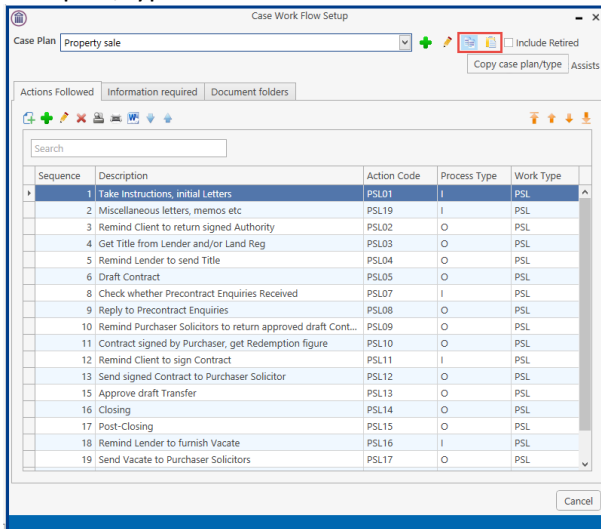 Case Work Flow Setup
Case Plan Property sale Include Retired
Copy case plan/type Assists
Actions Followed Information required Document folders
Search
Sequence Description Action Code Process Type Work Type
1 Take Instructions, initial Letters PSL01 I PSL
2 Miscellaneous letters, memos etc PSL19 I PSL
3 Remind Client to return signed Authority PSL02 O PSL
4 Get Title from Lender and/or Land Reg PSL03 O PSL
5 Remind Lender to send Title PSL04 O PSL
6 Draft Contract PSL05 O PSL
8 Check whether Precontract Enquiries Received PSL07 I PSL
9 Reply to Precontract Enquiries PSL08 O PSL
10 Remind Purchaser Solicitors to return approved draft Cont... PSL09 O PSL
11 Contract signed by Purchaser, get Redemption figure PSL10 O PSL
12 Remind Client to sign Contract PSL11 I PSL
13 Send signed Contract to Purchaser Solicitor PSL12 O PSL
15 Approve draft Transfer PSL13 O PSL
16 Closing PSL14 O PSL
17 Post-Closing PSL15 O PSL
18 Remind Lender to furnish Vacate PSL16 I PSL
19 Send Vacate to Purchaser Solicitors PSL17 O PSL
Cancel